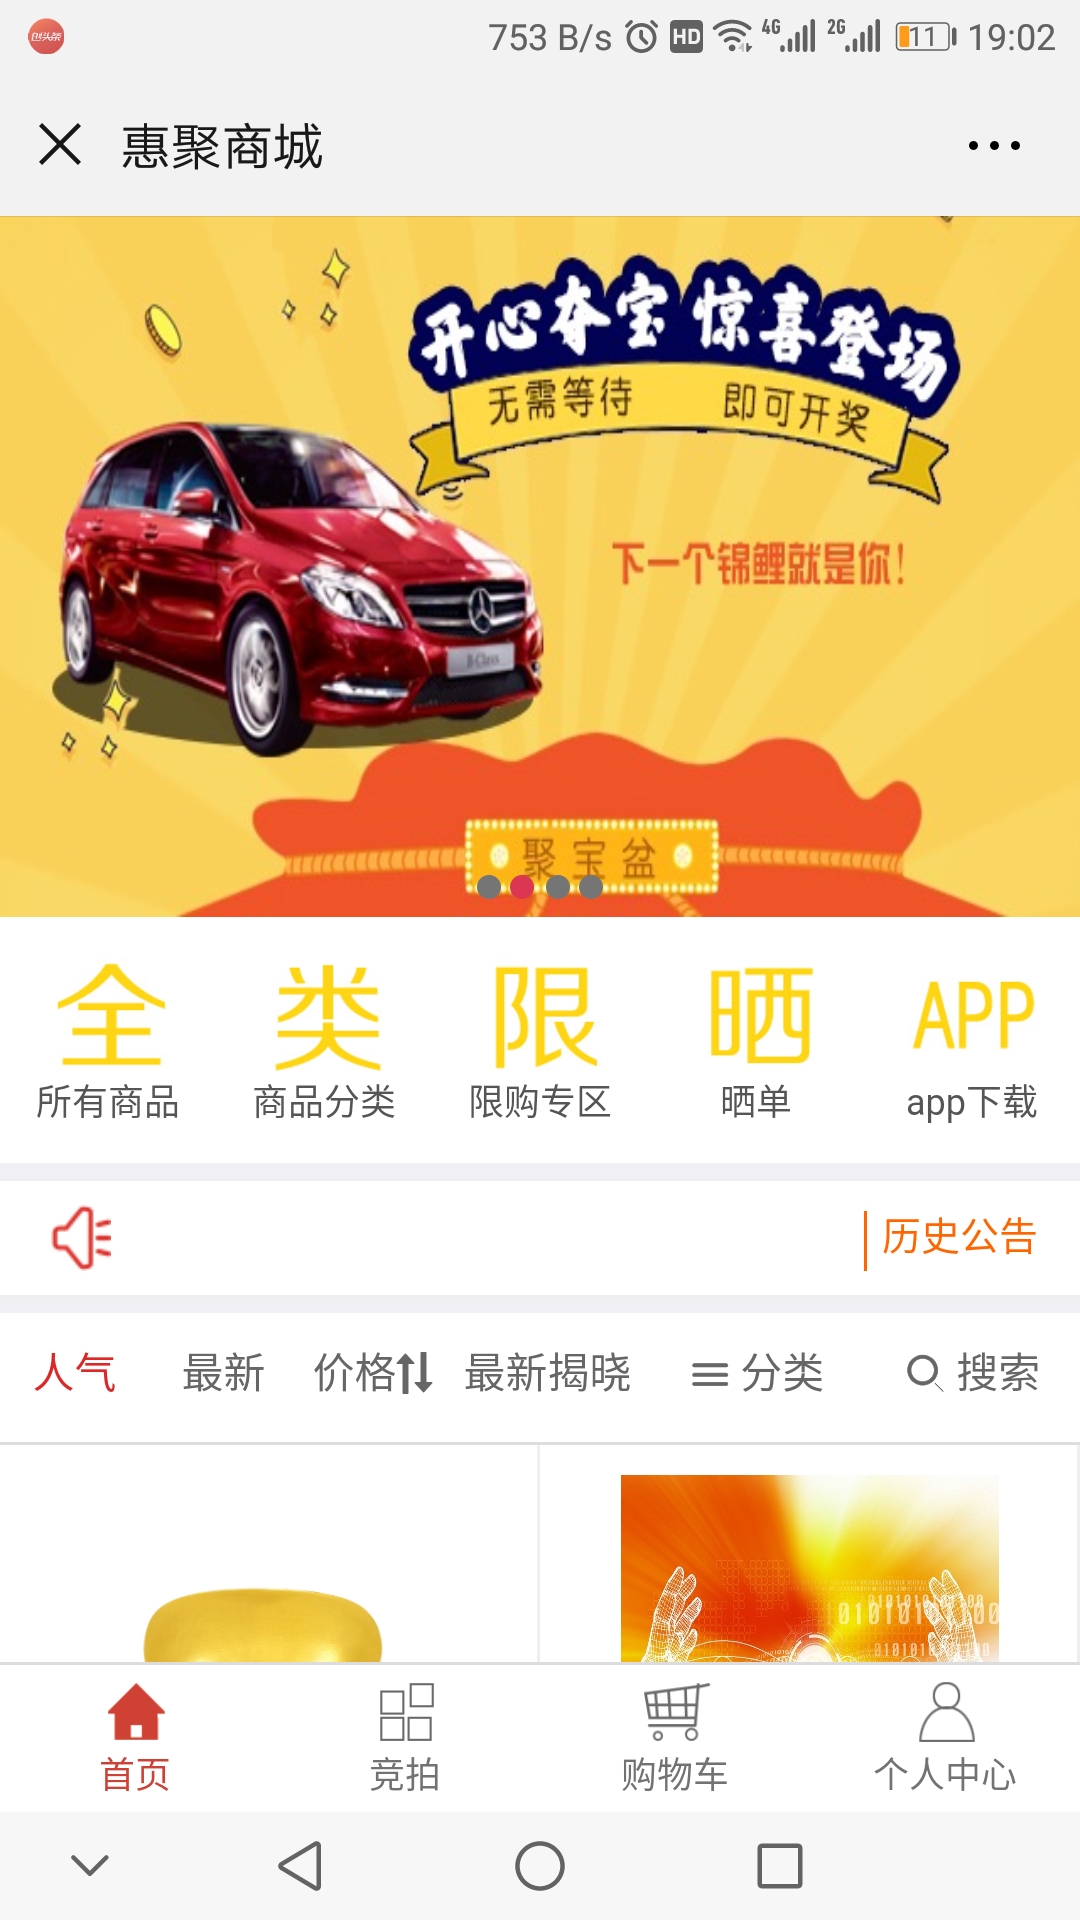 创头条
753 B/s HD 4G 2G 11 19:02
惠聚商城
开心夺宝 惊喜登场
无需等待 即可开奖
下一个锦鲤就是你!
B-Class
聚宝盆
全 类 限 晒 APP
所有商品 商品分类 限购专区 晒单 app下载
历史公告
人气 最新 价格 最新揭晓 分类 搜索
首页 竞拍 购物车 个人中心